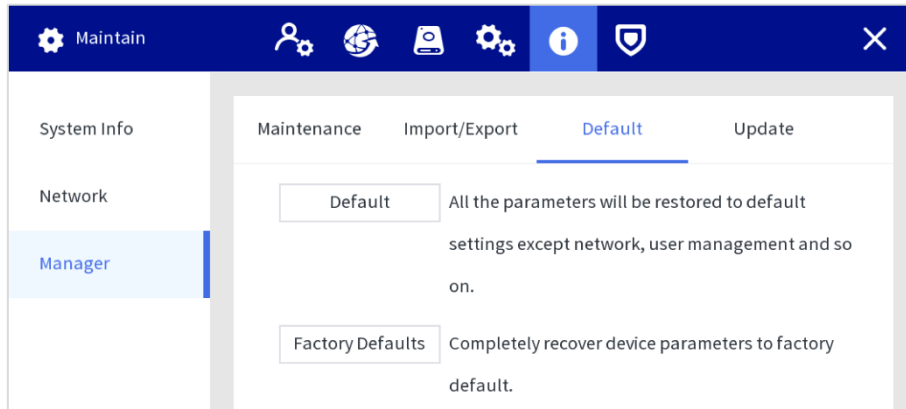 Maintain
System Info
Network
Manager
Maintenance Import/Export Default Update
Default All the parameters will be restored to default
settings except network, user management and so
on.
Factory Defaults Completely recover device parameters to factory
default.